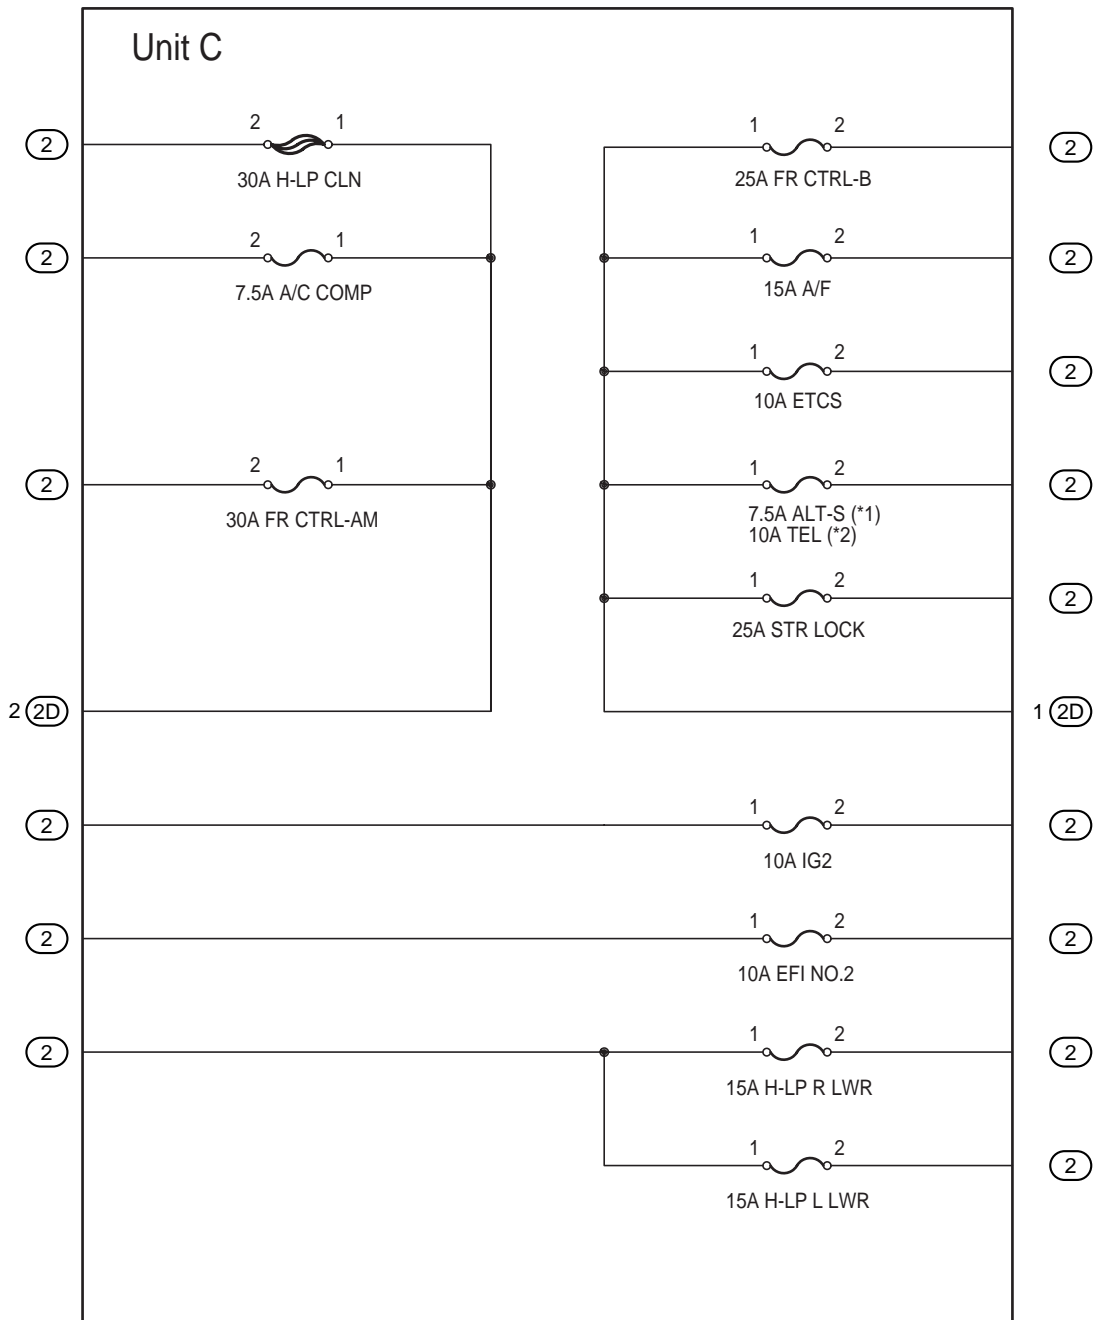 Unit C
2 2 1 1 2 2
30A H-LP CLN 25A FR CTRL-B
2 2 1 1 2 2
7.5A A/C COMP 15A A/F
1 2 2
10A ETCS
2 2 1 1 2 2
30A FR CTRL-AM 7.5A ALT-S (*1)
10A TEL (*2)
1 2 2
25A STR LOCK
2 2D 1 2D
2 1 2 2
10A IG2
2 1 2 2
10A EFI NO.2
2 1 2 2
15A H-LP R LWR
1 2 2
15A H-LP L LWR